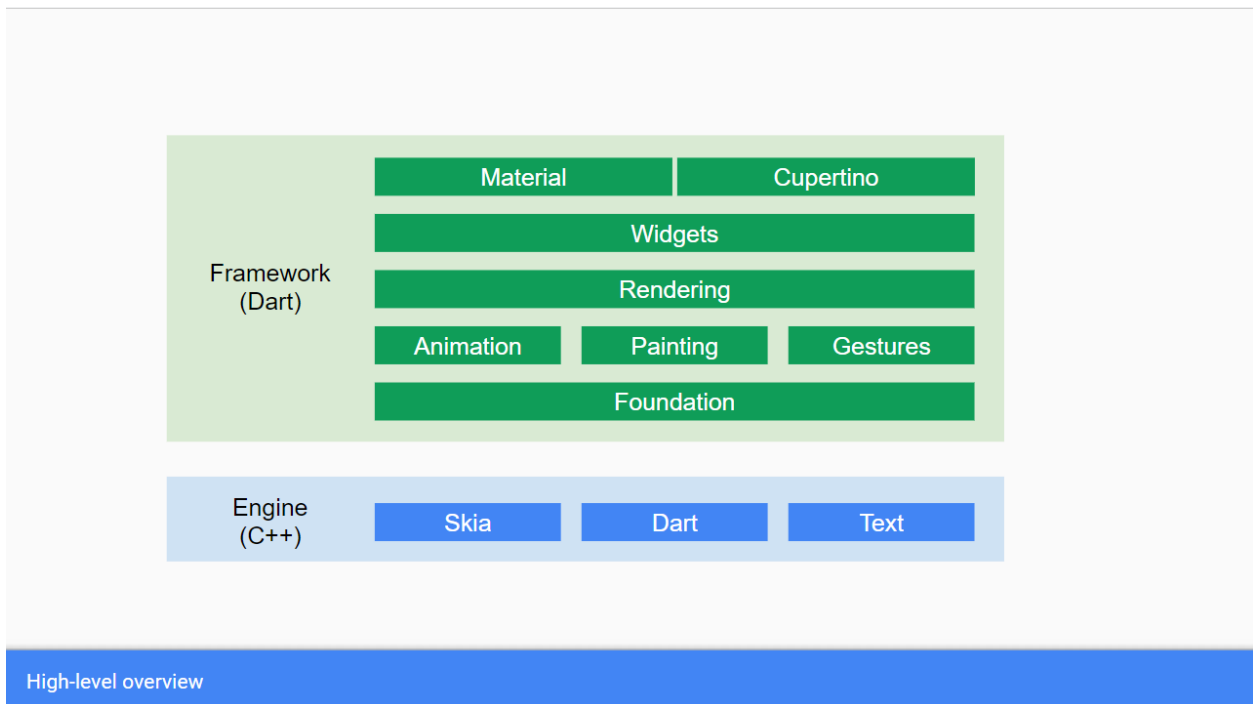 Material
Cupertino
Widgets
Framework
(Dart)
Rendering
Animation
Painting
Gestures
Foundation
Engine
(C++)
Skia
Dart
Text
High-level overview